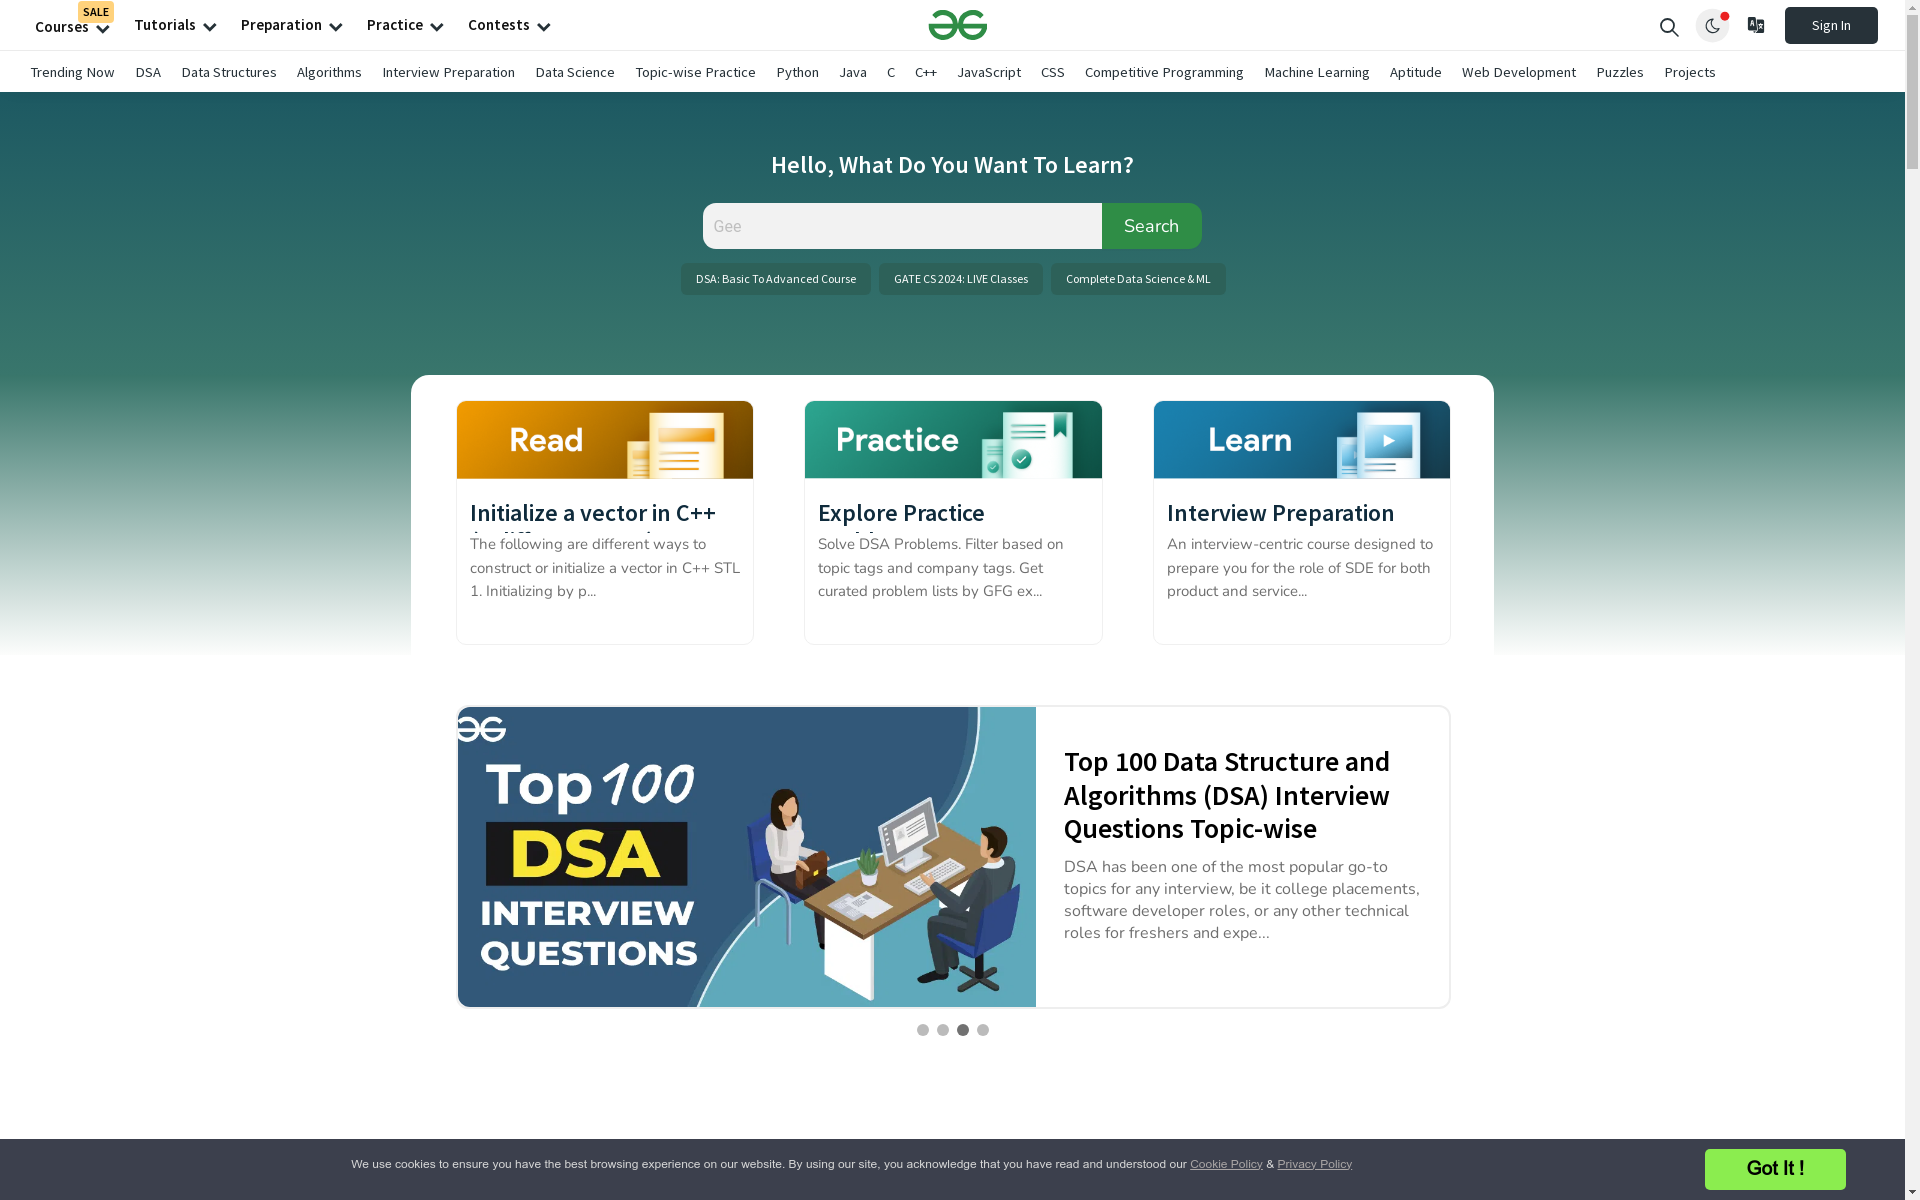 SALE
Courses Tutorials Preparation Practice Contests Sign In
Trending Now DSA Data Structures Algorithms Interview Preparation Data Science Topic-wise Practice Python Java C C++ JavaScript CSS Competitive Programming Machine Learning Aptitude Web Development Puzzles Projects
Hello, What Do You Want To Learn?
Gee Search
DSA: Basic To Advanced Course GATE CS 2024: LIVE Classes Complete Data Science & ML
Read
Initialize a vector in C++
The following are different ways to
construct or initialize a vector in C++ STL
1. Initializing by p...
Practice
Explore Practice
Solve DSA Problems. Filter based on
topic tags and company tags. Get
curated problem lists by GFG ex...
Learn
Interview Preparation
An interview-centric course designed to
prepare you for the role of SDE for both
product and service...
Top 100
DSA
INTERVIEW
QUESTIONS
Top 100 Data Structure and
Algorithms (DSA) Interview
Questions Topic-wise
DSA has been one of the most popular go-to
topics for any interview, be it college placements,
software developer roles, or any other technical
roles for freshers and expe...
We use cookies to ensure you have the best browsing experience on our website. By using our site, you acknowledge that you have read and understood our Cookie Policy & Privacy Policy
Got It !